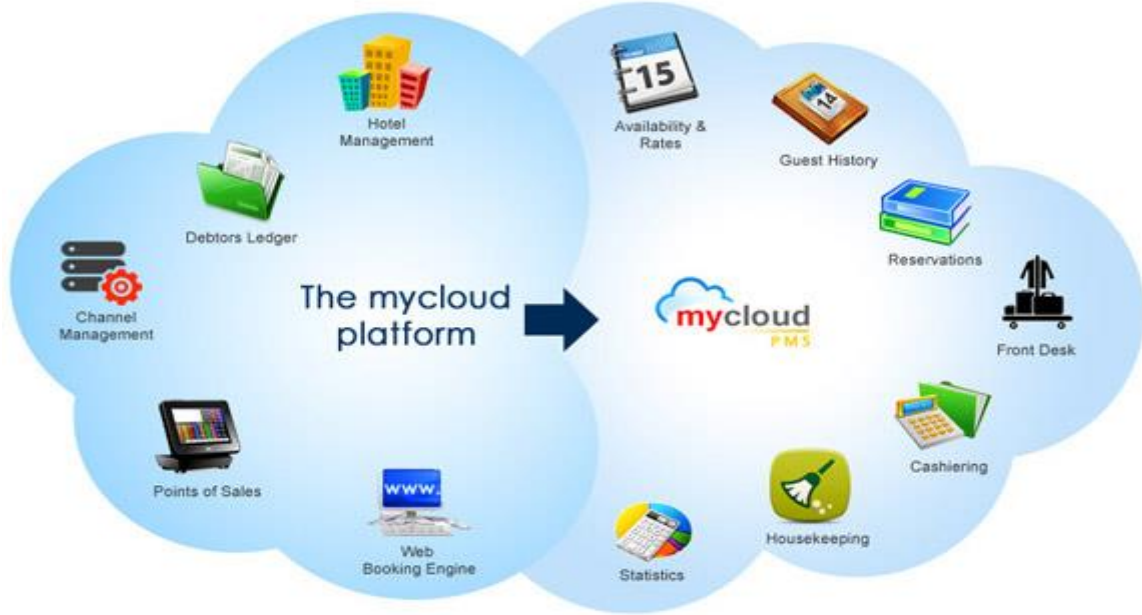 Hotel
Management
Debtors Ledger
Channel
Management
Points of Sales
www.
Web
Booking Engine
The mycloud
platform
15
Availability &
Rates
14
Guest History
Reservations
mycloud
PMS
Front Desk
Cashiering
Housekeeping
Statistics